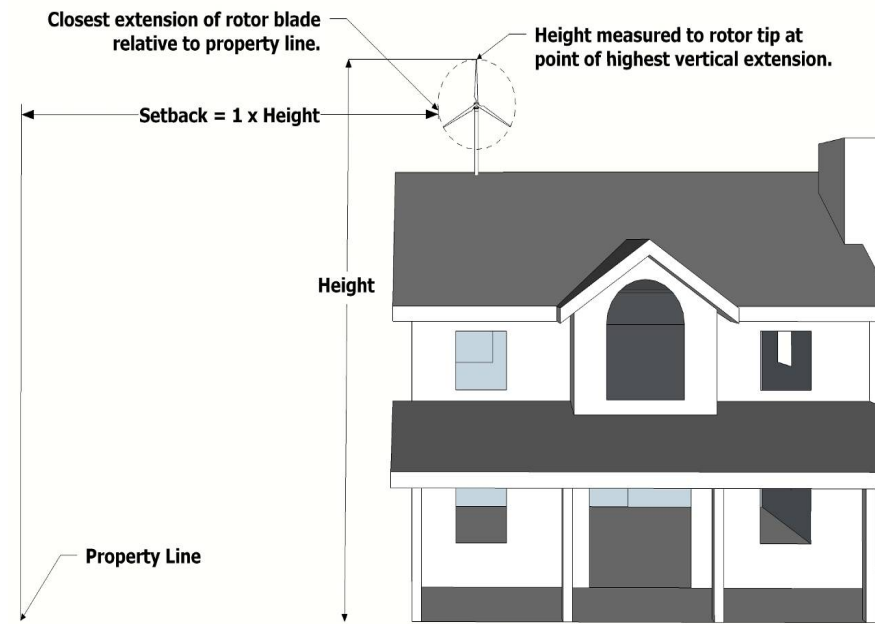 Closest extension of rotor blade
relative to property line.
Height measured to rotor tip at
point of highest vertical extension.
Setback = 1 x Height
Height
Property Line